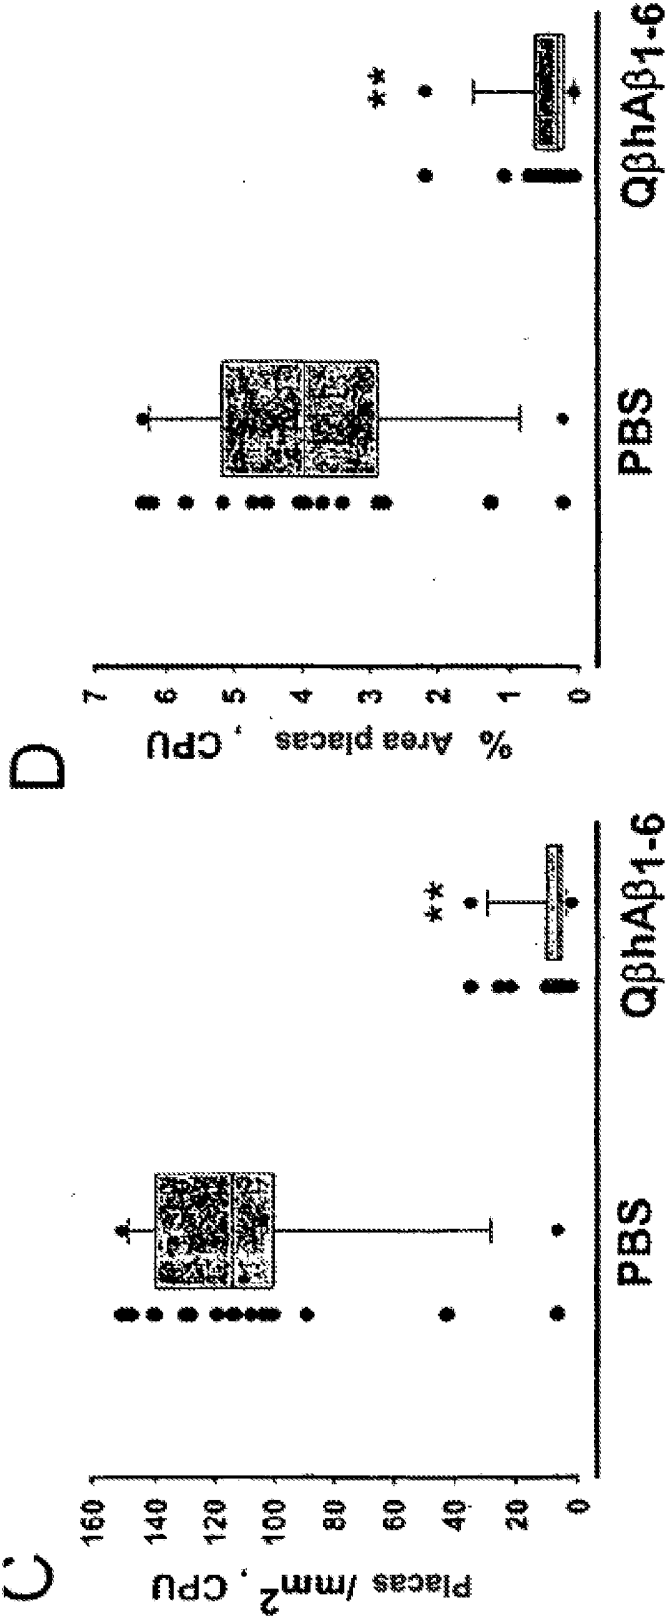 C
Placas /mm², CPU
160
140
120
100
80
60
40
20
0
PBS
QβhAβ1-6
**
D
% Area placas , CPU
7
6
5
4
3
2
1
0
PBS
QβhAβ1-6
**